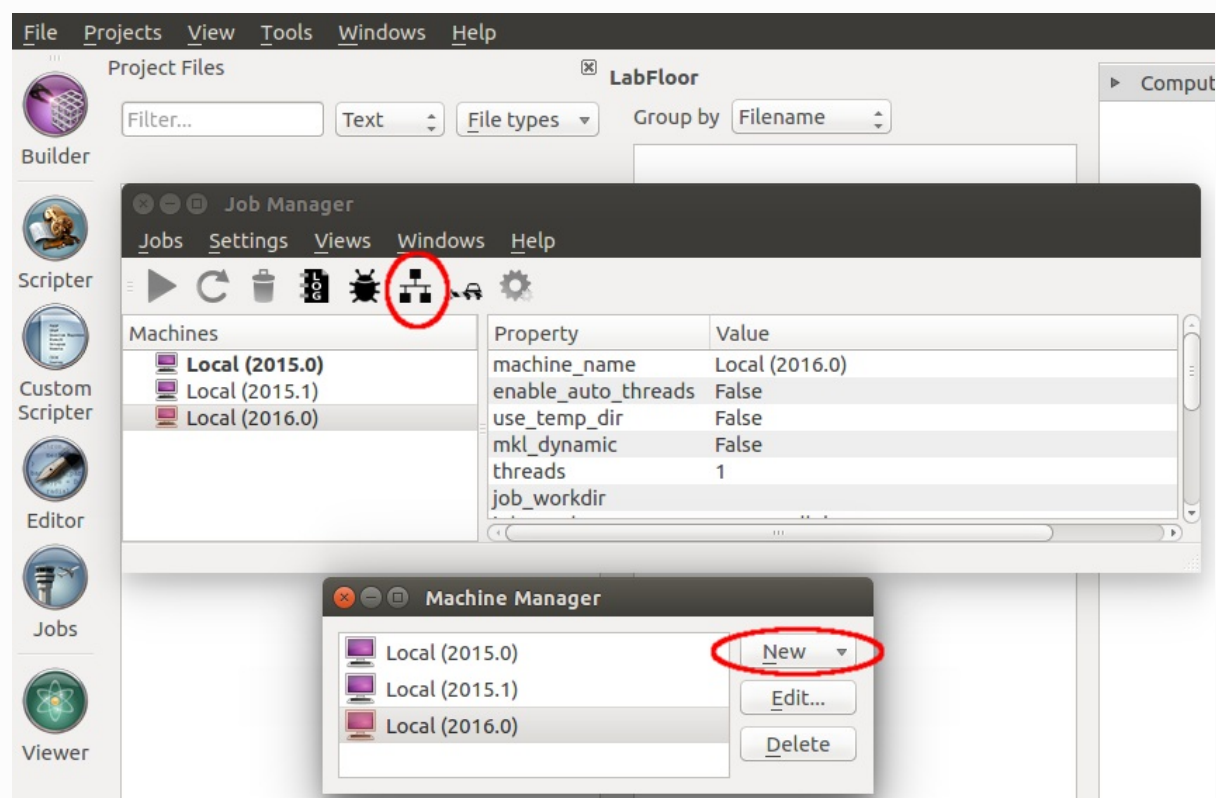 File Projects View Tools Windows Help
Project Files
LabFloor
Comput
Filter...
Text
File types
Group by
Filename
Builder
Scripter
Custom
Scripter
Editor
Jobs
Viewer
Job Manager
Jobs Settings Views Windows Help
LOG
Machines
Local (2015.0)
Local (2015.1)
Local (2016.0)
Property Value
machine_name Local (2016.0)
enable_auto_threads False
use_temp_dir False
mkl_dynamic False
threads 1
job_workdir
Machine Manager
Local (2015.0)
Local (2015.1)
Local (2016.0)
New
Edit...
Delete